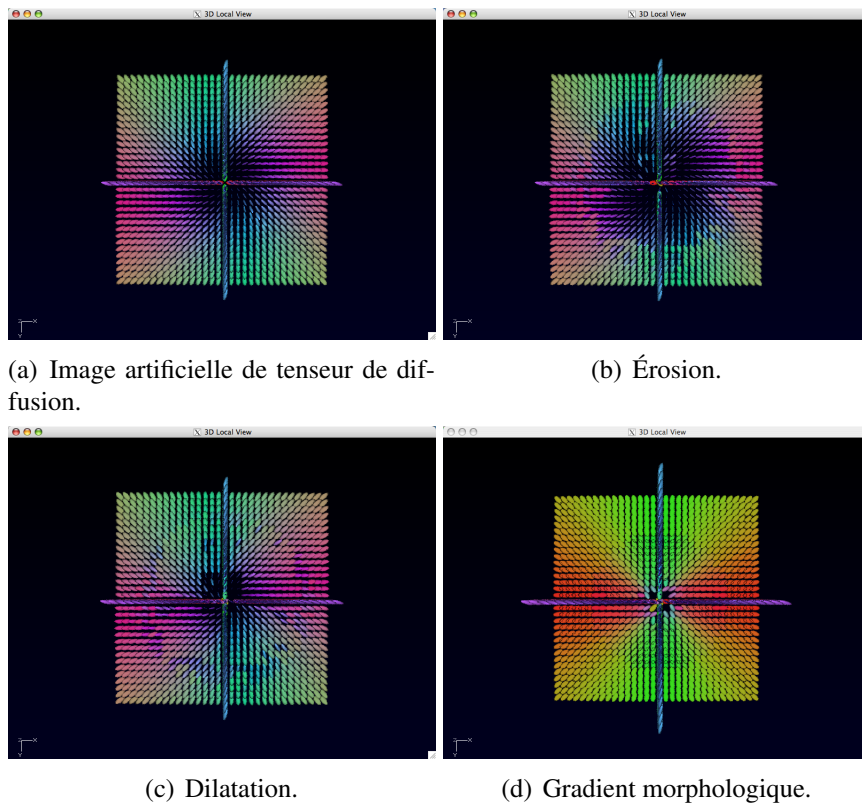 3D Local View
3D Local View
Z X
Y
Z X
Y
(a) Image artificielle de tenseur de dif-
fusion.
(b) Érosion.
3D Local View
3D Local View
Z X
Y
Z X
Y
(c) Dilatation.
(d) Gradient morphologique.